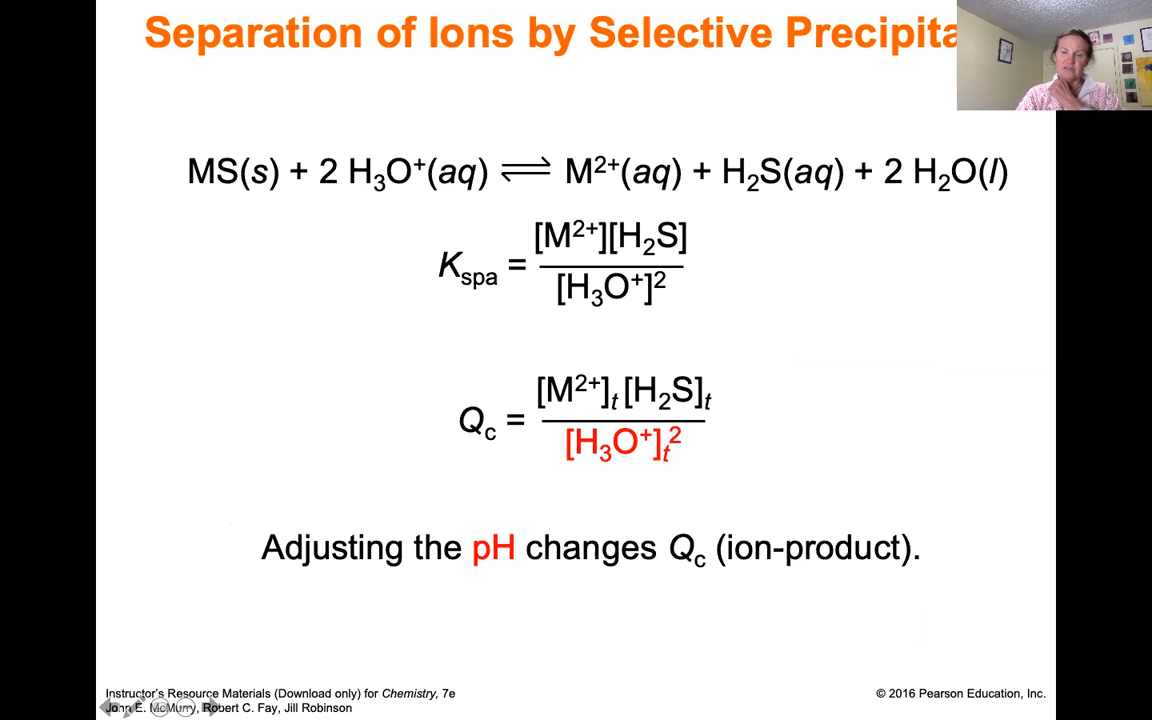 Separation of Ions by Selective Precipita
MS(s) + 2 H₃O⁺(aq) ⇌ M²⁺(aq) + H₂S(aq) + 2 H₂O(l)
Kspa = [M²⁺][H₂S] / [H₃O⁺]²
Qc = [M²⁺]t [H₂S]t / [H₃O⁺]t²
Adjusting the pH changes Qc (ion-product).
Instructor's Resource Materials (Download only) for Chemistry, 7e
John E. McMurry, Robert C. Fay, Jill Robinson
© 2016 Pearson Education, Inc.